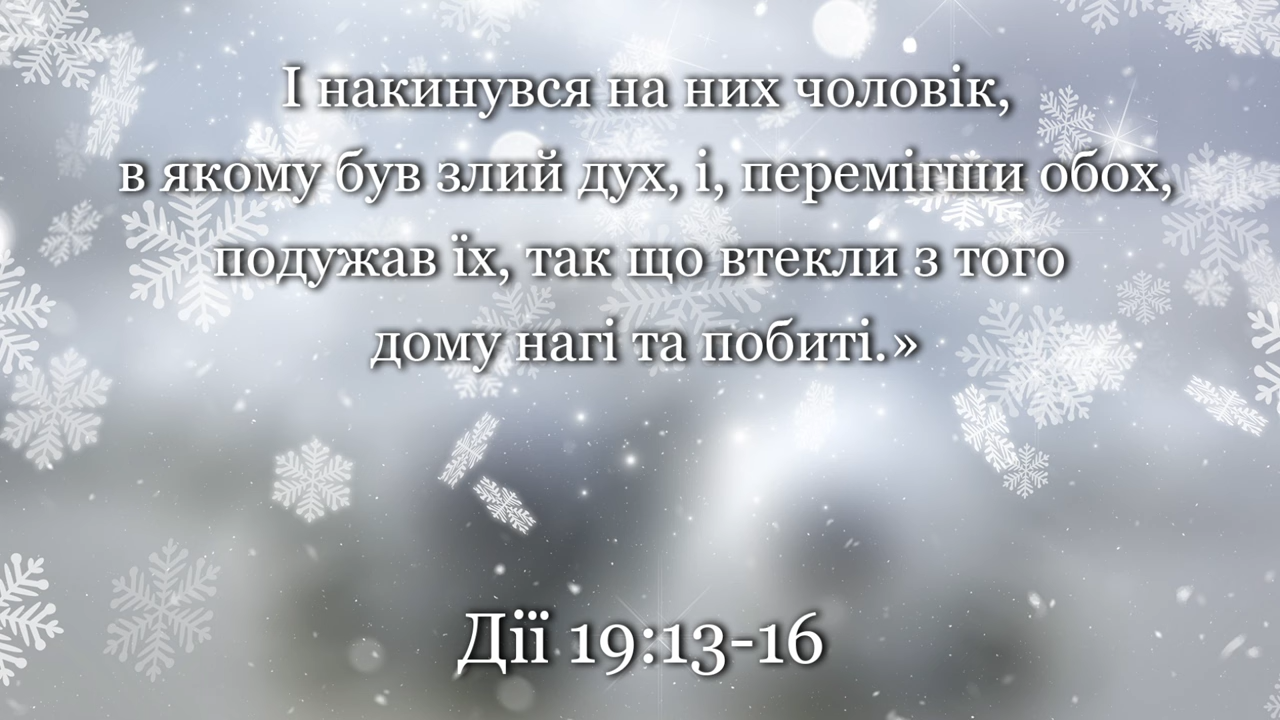 І накинувся на них чоловік,
в якому був злий дух, і, перемігши обох,
подужав їх, так що втекли з того
дому нагі та побиті.»
Дії 19:13-16